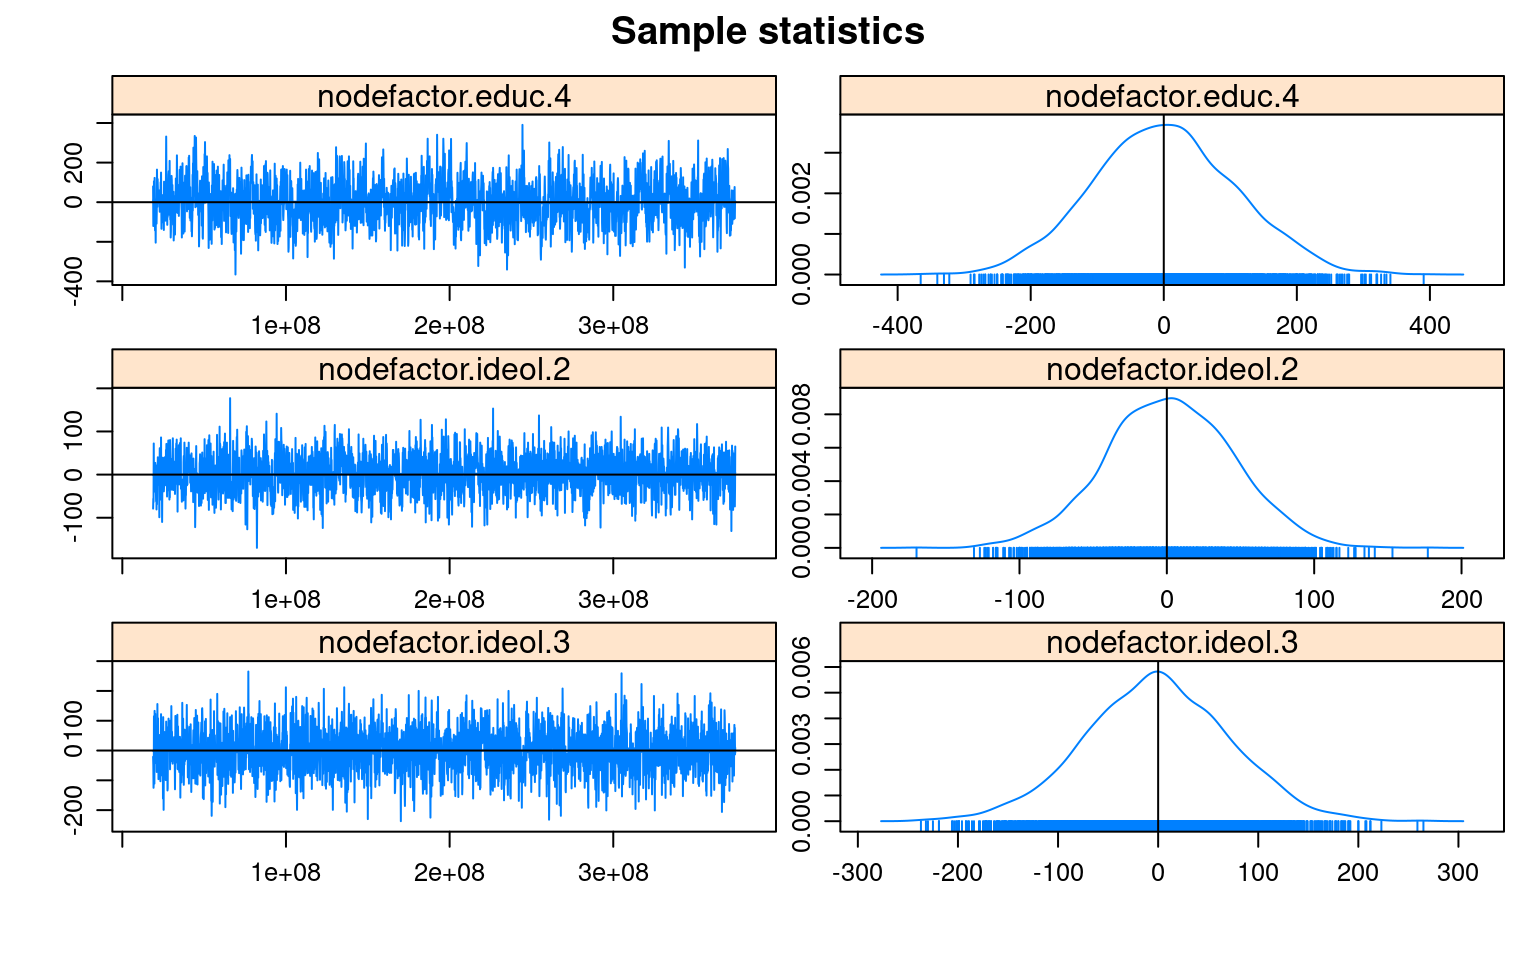 Sample statistics
nodefactor.educ.4 nodefactor.educ.4
-400 0 200
0.000 0.002
1e+08 2e+08 3e+08
-400 -200 0 200 400
nodefactor.ideol.2 nodefactor.ideol.2
-100 0 100
0.000 0.004 0.008
1e+08 2e+08 3e+08
-200 -100 0 100 200
nodefactor.ideol.3 nodefactor.ideol.3
-200 0 100
0.000 0.003 0.006
1e+08 2e+08 3e+08
-300 -200 -100 0 100 200 300